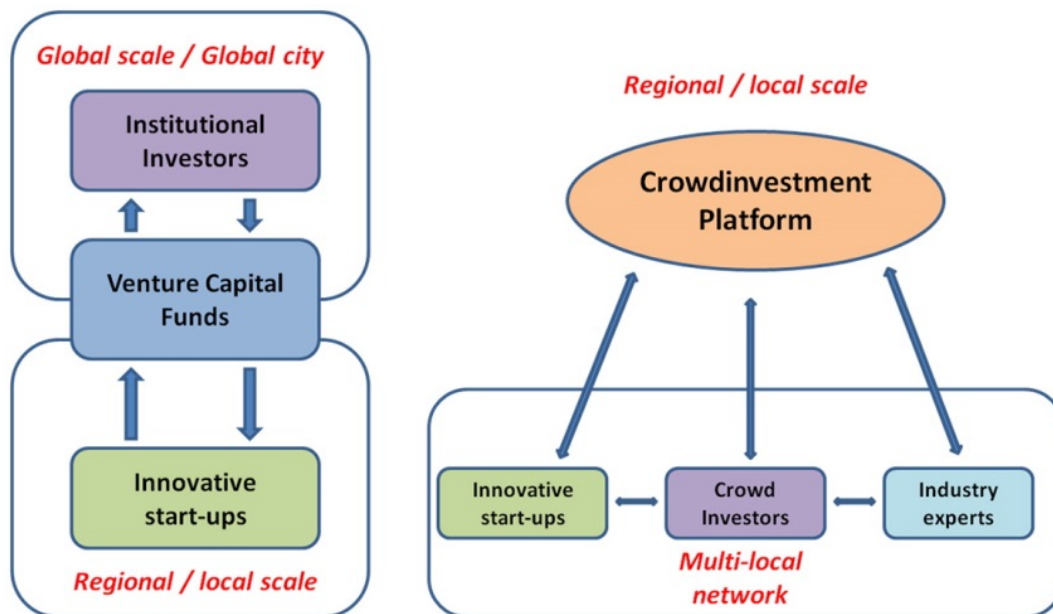 Global scale / Global city
Institutional
Investors
Venture Capital
Funds
Innovative
start-ups
Regional / local scale
Regional / local scale
Crowdinvestment
Platform
Innovative
start-ups
Crowd
Investors
Industry
experts
Multi-local
network